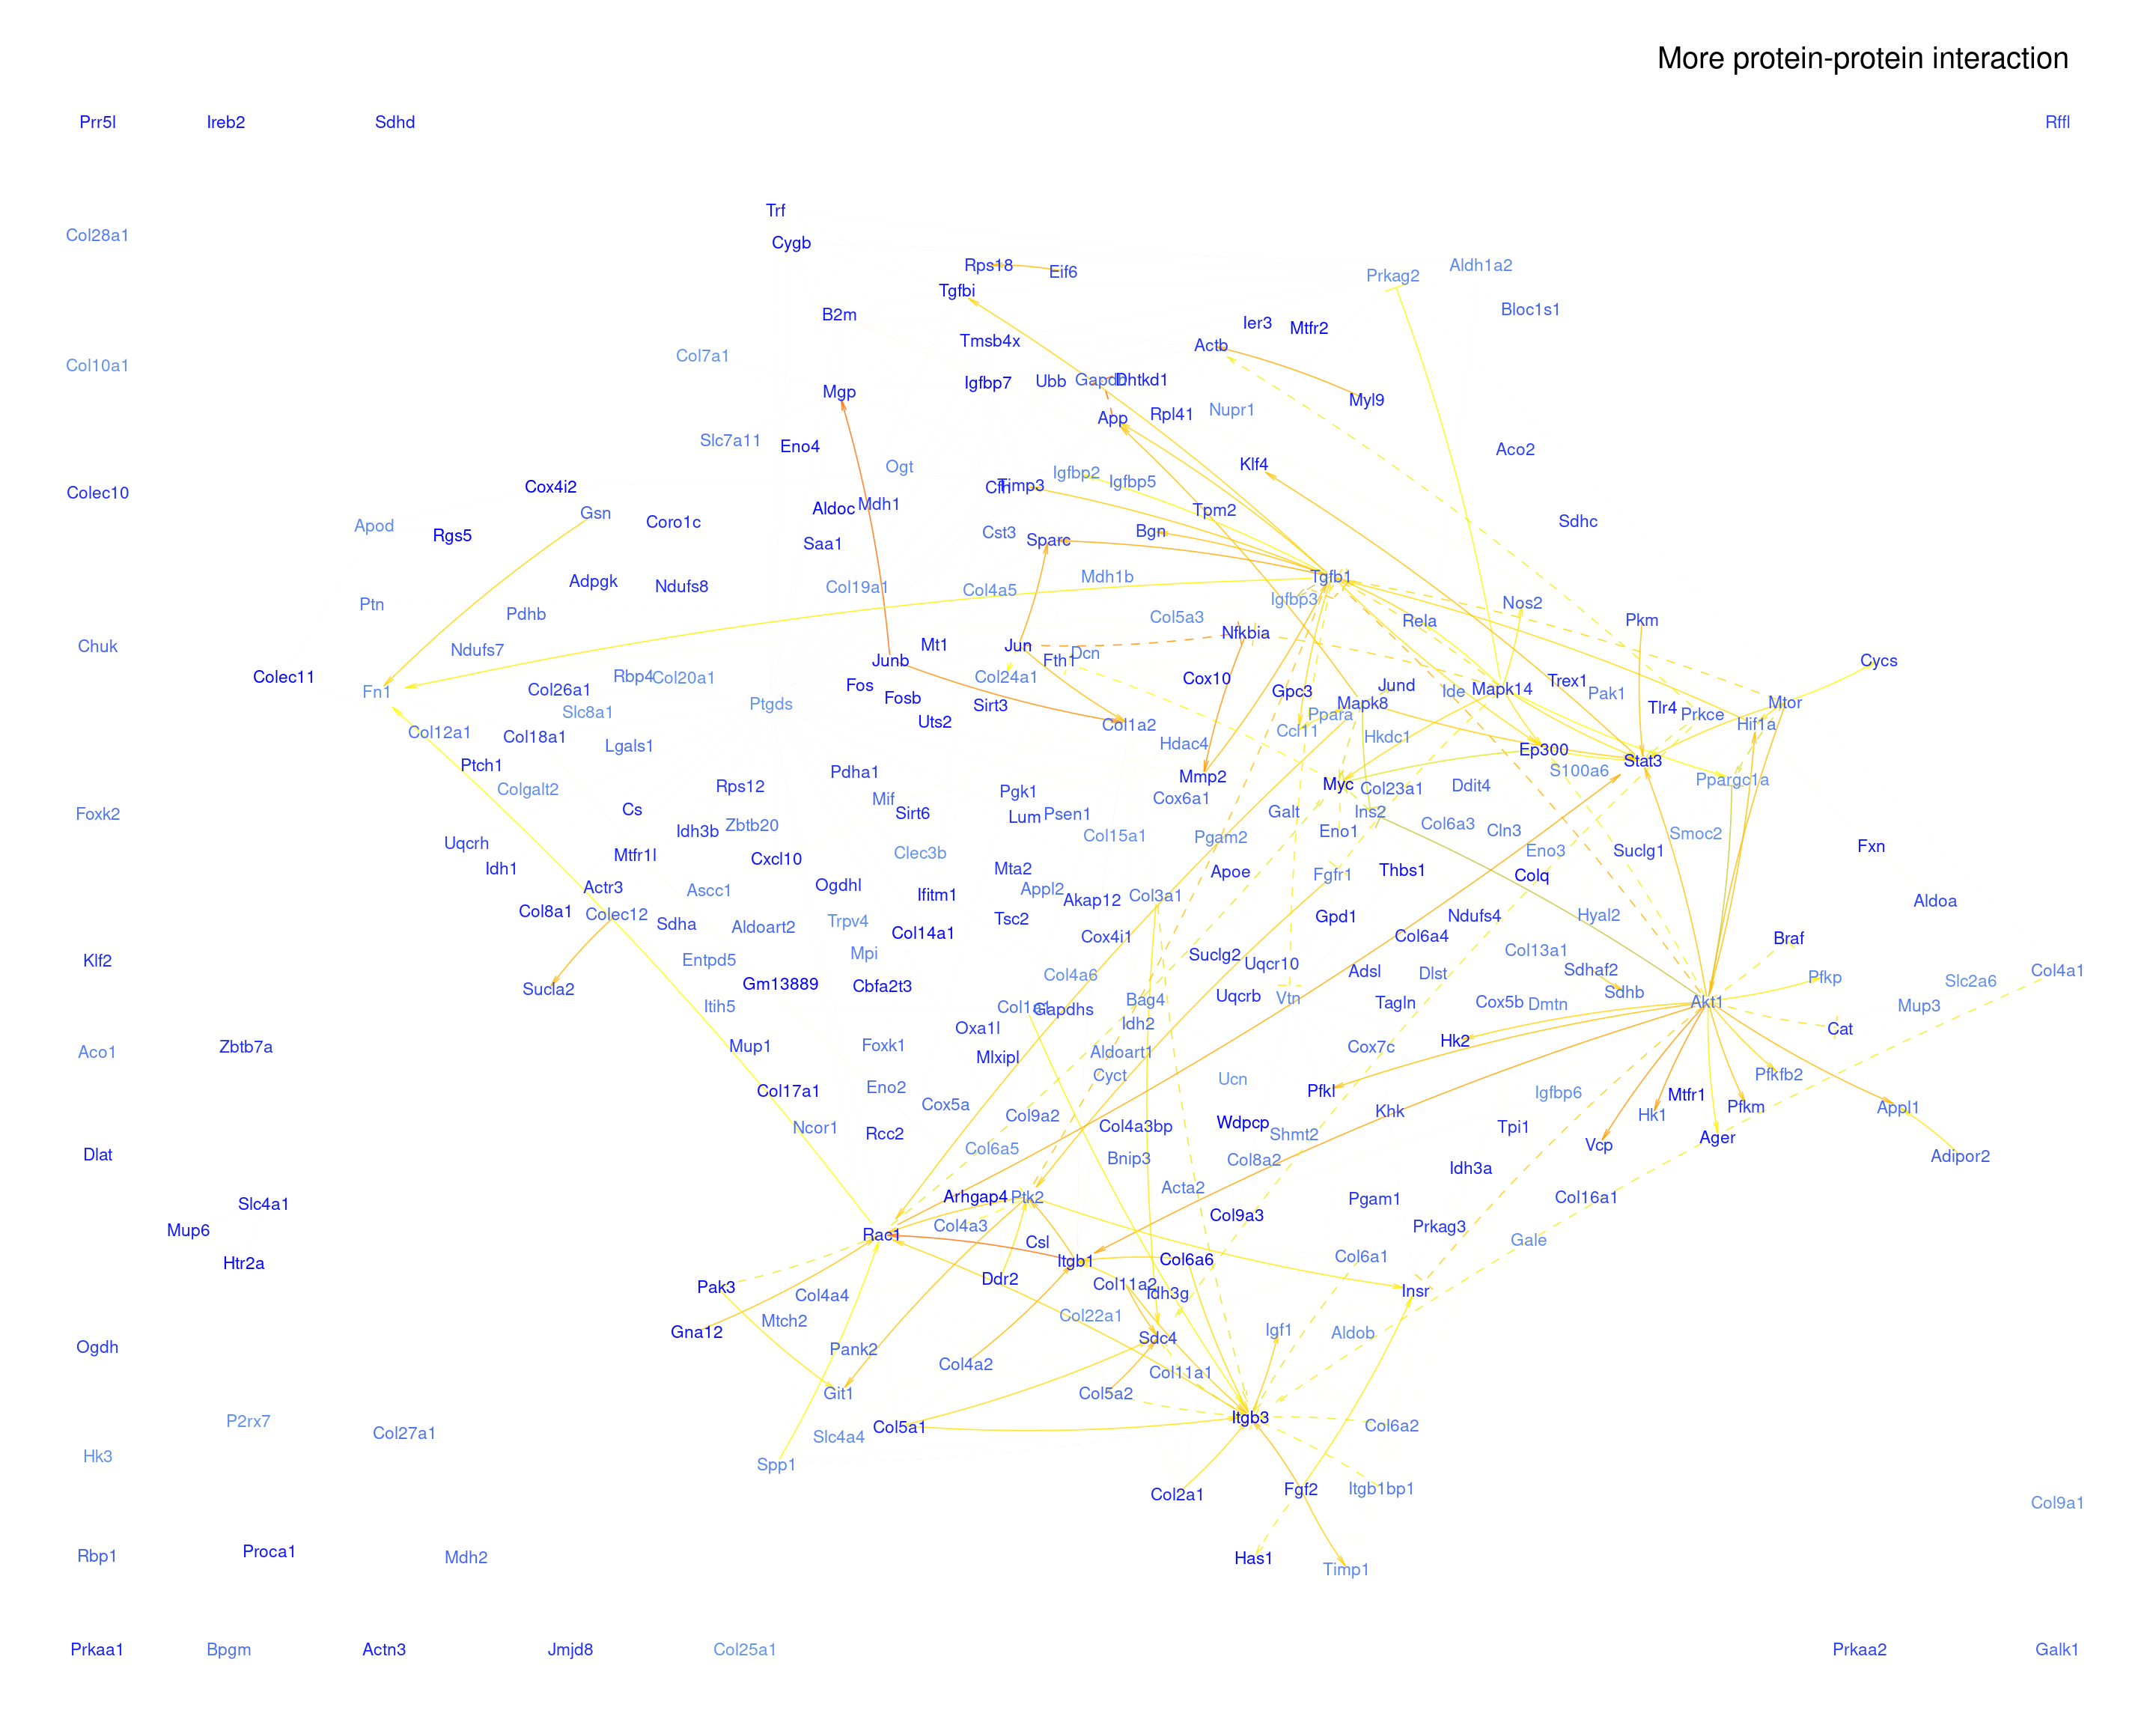 More protein-protein interaction
Prr5l
Ireb2
Sdhd
Rffl
Trf
Col28a1
Cygb
Rps18
Eif6
Prkag2
Aldh1a2
Tgfbi
Bloc1s1
B2m
Ier3
Mtfr2
Tmsb4x
Actb
Col7a1
Col10a1
Igfbp7
Ubb
Dhtkd1
Mgp
Myl9
App
Rpl41
Nupr1
Slc7a11
Eno4
Aco2
Klf4
Ogt
Igfbp2
Igfbp5
Cox4i2
Timp3
Colec10
Mdh1
Aldoc
Tpm2
Gsn
Coro1c
Sdhc
Apod
Rgs5
Cst3
Bgn
Sparc
Saa1
Mdh1b
Tgfb1
Adpgk
Ndufs8
Col19a1
Col4a5
Igfbp3
Nos2
Ptn
Pdhb
Col5a3
Rela
Pkm
Nfkbia
Chuk
Ndufs7
Mt1
Jun
Dcn
Fth1
Junb
Cycs
Colec11
Rbp4
Col20a1
Col24a1
Cox10
Trex1
Fos
Jund
Fn1
Col26a1
Gpc3
Ide
Mapk14
Pak1
Fosb
Sirt3
Ptgds
Mapk8
Mtor
Tlr4
Slc8a1
Ppara
Prkce
Uts2
Col1a2
Hif1a
Col12a1
Col18a1
Ccl11
Hkdc1
Lgals1
Hdac4
Ep300
Ptch1
Stat3
Pdha1
S100a6
Mmp2
Ppargc1a
Colgalt2
Rps12
Pgk1
Myc
Ddit4
Col23a1
Mif
Cox6a1
Cs
Foxk2
Sirt6
Lum
Psen1
Galt
Ins2
Zbtb20
Idh3b
Col6a3
Cln3
Eno1
Smoc2
Col15a1
Pgam2
Uqcrh
Fxn
Mtfr1l
Cxcl10
Clec3b
Eno3
Suclg1
Idh1
Mta2
Apoe
Fgfr1
Thbs1
Colq
Actr3
Ascc1
Ogdhl
Ifitm1
Appl2
Akap12
Col3a1
Aldoa
Col8a1
Colec12
Sdha
Aldoart2
Trpv4
Tsc2
Gpd1
Ndufs4
Hyal2
Col14a1
Cox4i1
Col6a4
Braf
Klf2
Entpd5
Mpi
Suclg2
Uqcr10
Col13a1
Col4a6
Adsl
Dlst
Sdhaf2
Pfkp
Slc2a6
Col4a1
Sucla2
Gm13889
Cbfa2t3
Sdhb
Itih5
Bag4
Uqcrb
Vtn
Tagln
Cox5b
Dmtn
Akt1
Mup3
Gapdhs
Oxa1l
Idh2
Cat
Aco1
Zbtb7a
Mup1
Foxk1
Mlxipl
Aldoart1
Cox7c
Hk2
Cyct
Ucn
Pfkfb2
Col17a1
Eno2
Pfkl
Igfbp6
Mtfr1
Cox5a
Col9a2
Khk
Hk1
Pfkm
Appl1
Ncor1
Rcc2
Col4a3bp
Wdpcp
Shmt2
Tpi1
Ager
Dlat
Col6a5
Bnip3
Col8a2
Vcp
Adipor2
Idh3a
Slc4a1
Arhgap4
Ptk2
Acta2
Pgam1
Col16a1
Mup6
Col4a3
Col9a3
Prkag3
Rac1
Csl
Gale
Htr2a
Itgb1
Col6a6
Col6a1
Pak3
Ddr2
Col11a2
Idh3g
Insr
Col4a4
Mtch2
Col22a1
Gna12
Sdc4
Igf1
Aldob
Ogdh
Pank2
Col4a2
Col11a1
Git1
Col5a2
P2rx7
Col27a1
Slc4a4
Col5a1
Itgb3
Col6a2
Hk3
Spp1
Col2a1
Fgf2
Itgb1bp1
Col9a1
Rbp1
Proca1
Mdh2
Has1
Timp1
Prkaa1
Bpgm
Actn3
Jmjd8
Col25a1
Prkaa2
Galk1